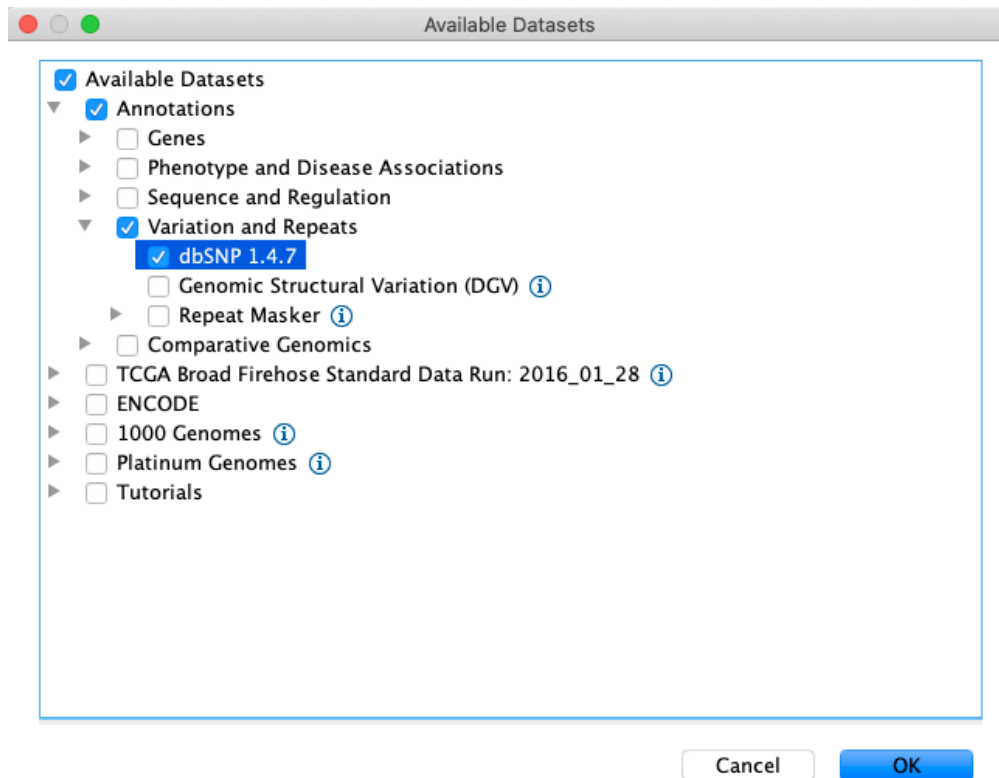 Available Datasets
Available Datasets
Annotations
Genes
Phenotype and Disease Associations
Sequence and Regulation
Variation and Repeats
dbSNP 1.4.7
Genomic Structural Variation (DGV)
Repeat Masker
Comparative Genomics
TCGA Broad Firehose Standard Data Run: 2016_01_28
ENCODE
1000 Genomes
Platinum Genomes
Tutorials
Cancel OK